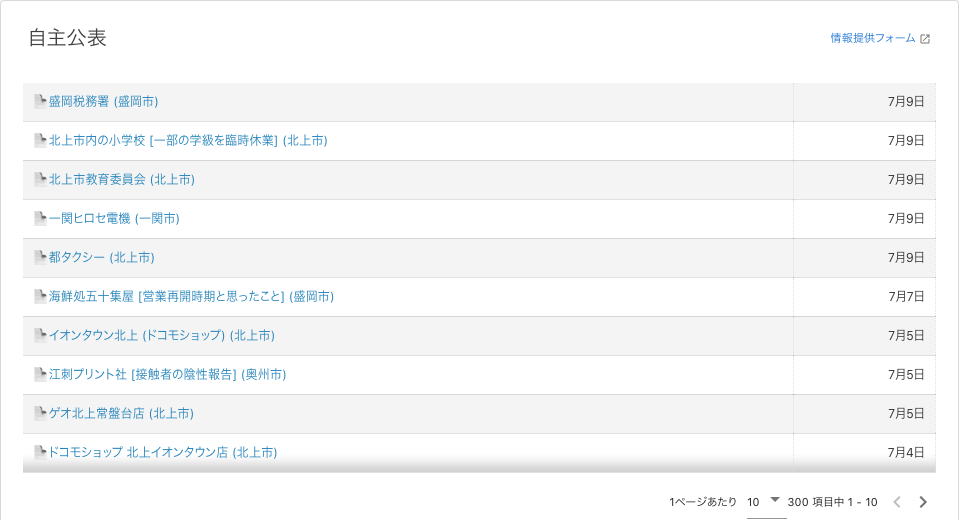 自主公表
情報提供フォーム
盛岡税務署 (盛岡市) 7月9日
北上市内の小学校 [一部の学級を臨時休業] (北上市) 7月9日
北上市教育委員会 (北上市) 7月9日
一関ヒロセ電機 (一関市) 7月9日
都タクシー (北上市) 7月9日
海鮮処五十集屋 [営業再開時期と思ったこと] (盛岡市) 7月7日
イオンタウン北上 (ドコモショップ) (北上市) 7月5日
江刺プリント社 [接触者の陰性報告] (奥州市) 7月5日
ゲオ北上常盤台店 (北上市) 7月5日
ドコモショップ 北上イオンタウン店 (北上市) 7月4日
1ページあたり 10 300 項目中 1 - 10